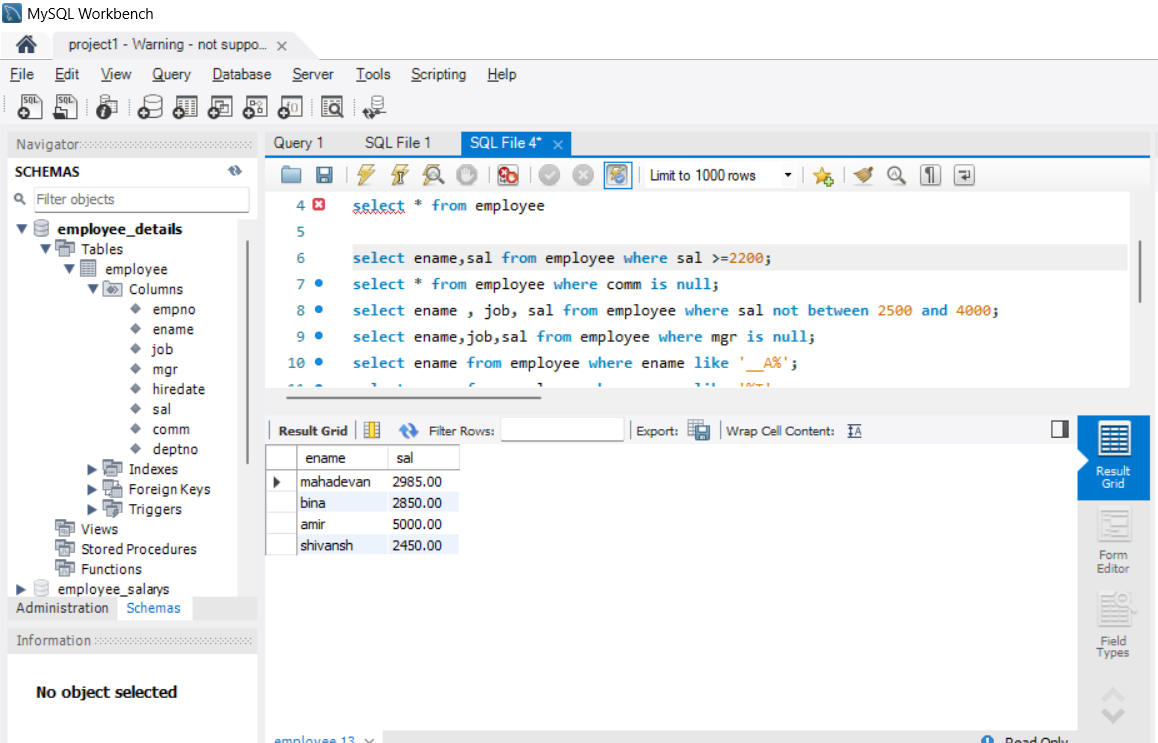 MySQL Workbench
project1 - Warning - not suppo...
File Edit View Query Database Server Tools Scripting Help
Navigator
SCHEMAS
Filter objects
employee_details
Tables
employee
Columns
empno
ename
job
mgr
hiredate
sal
comm
deptno
Indexes
Foreign Keys
Triggers
Views
Stored Procedures
Functions
employee_salarys
Administration Schemas
Information
No object selected
Query 1 SQL File 1 SQL File 4*
Limit to 1000 rows
4 select * from employee
5
6 select ename,sal from employee where sal >=2200;
7 select * from employee where comm is null;
8 select ename , job, sal from employee where sal not between 2500 and 4000;
9 select ename,job,sal from employee where mgr is null;
10 select ename from employee where ename like '__A%';
Result Grid Filter Rows: Export: Wrap Cell Content:
ename sal
mahadevan 2985.00
bina 2850.00
amir 5000.00
shivansh 2450.00
Result
Grid
Form
Editor
Field
Types
employee 13
Read Only